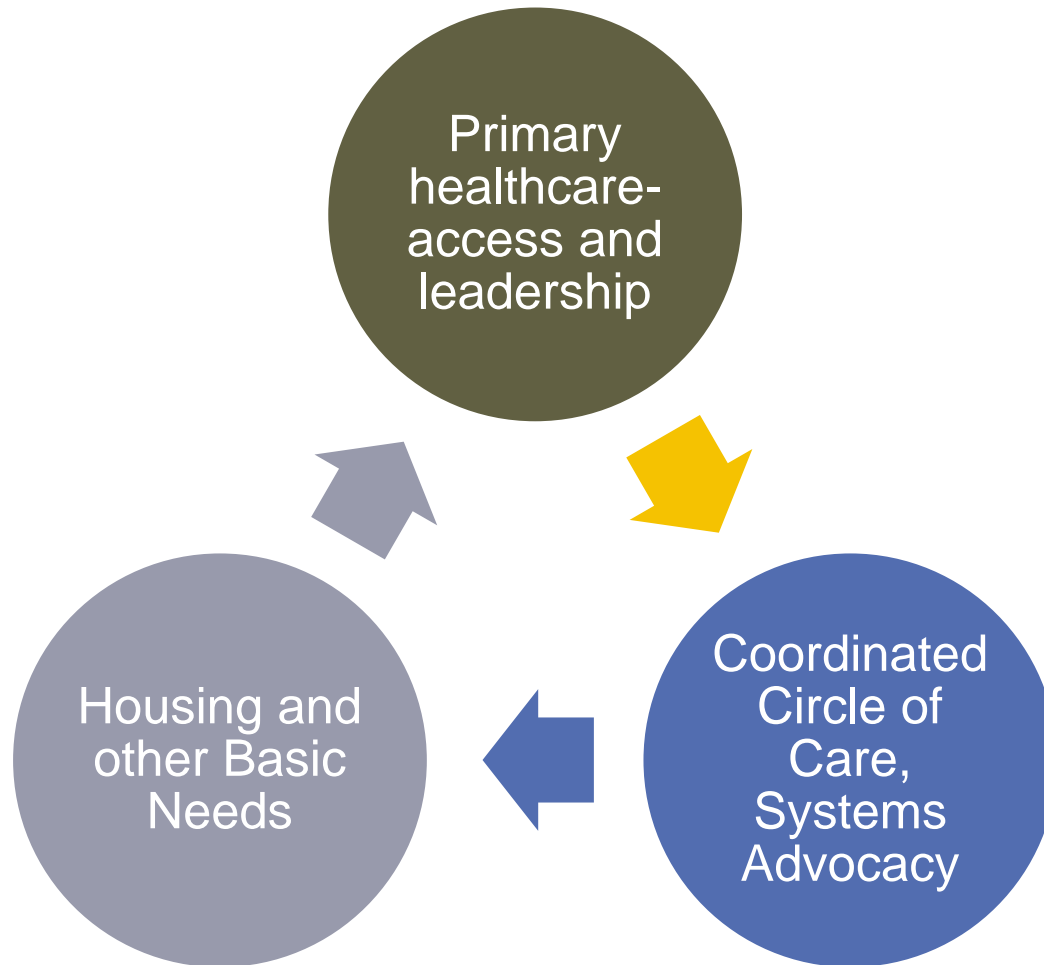 Primary
healthcare-
access and
leadership
Coordinated
Circle of
Care,
Systems
Advocacy
Housing and
other Basic
Needs